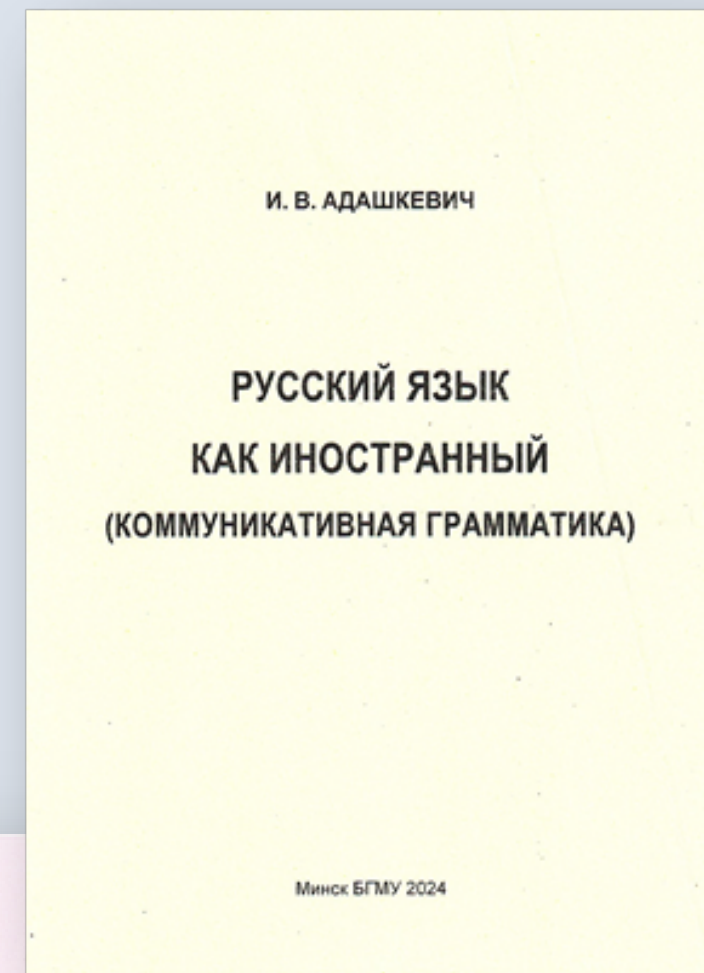 И. В. АДАШКЕВИЧ
РУССКИЙ ЯЗЫК
КАК ИНОСТРАННЫЙ
(КОММУНИКАТИВНАЯ ГРАММАТИКА)
Минск БГМУ 2024